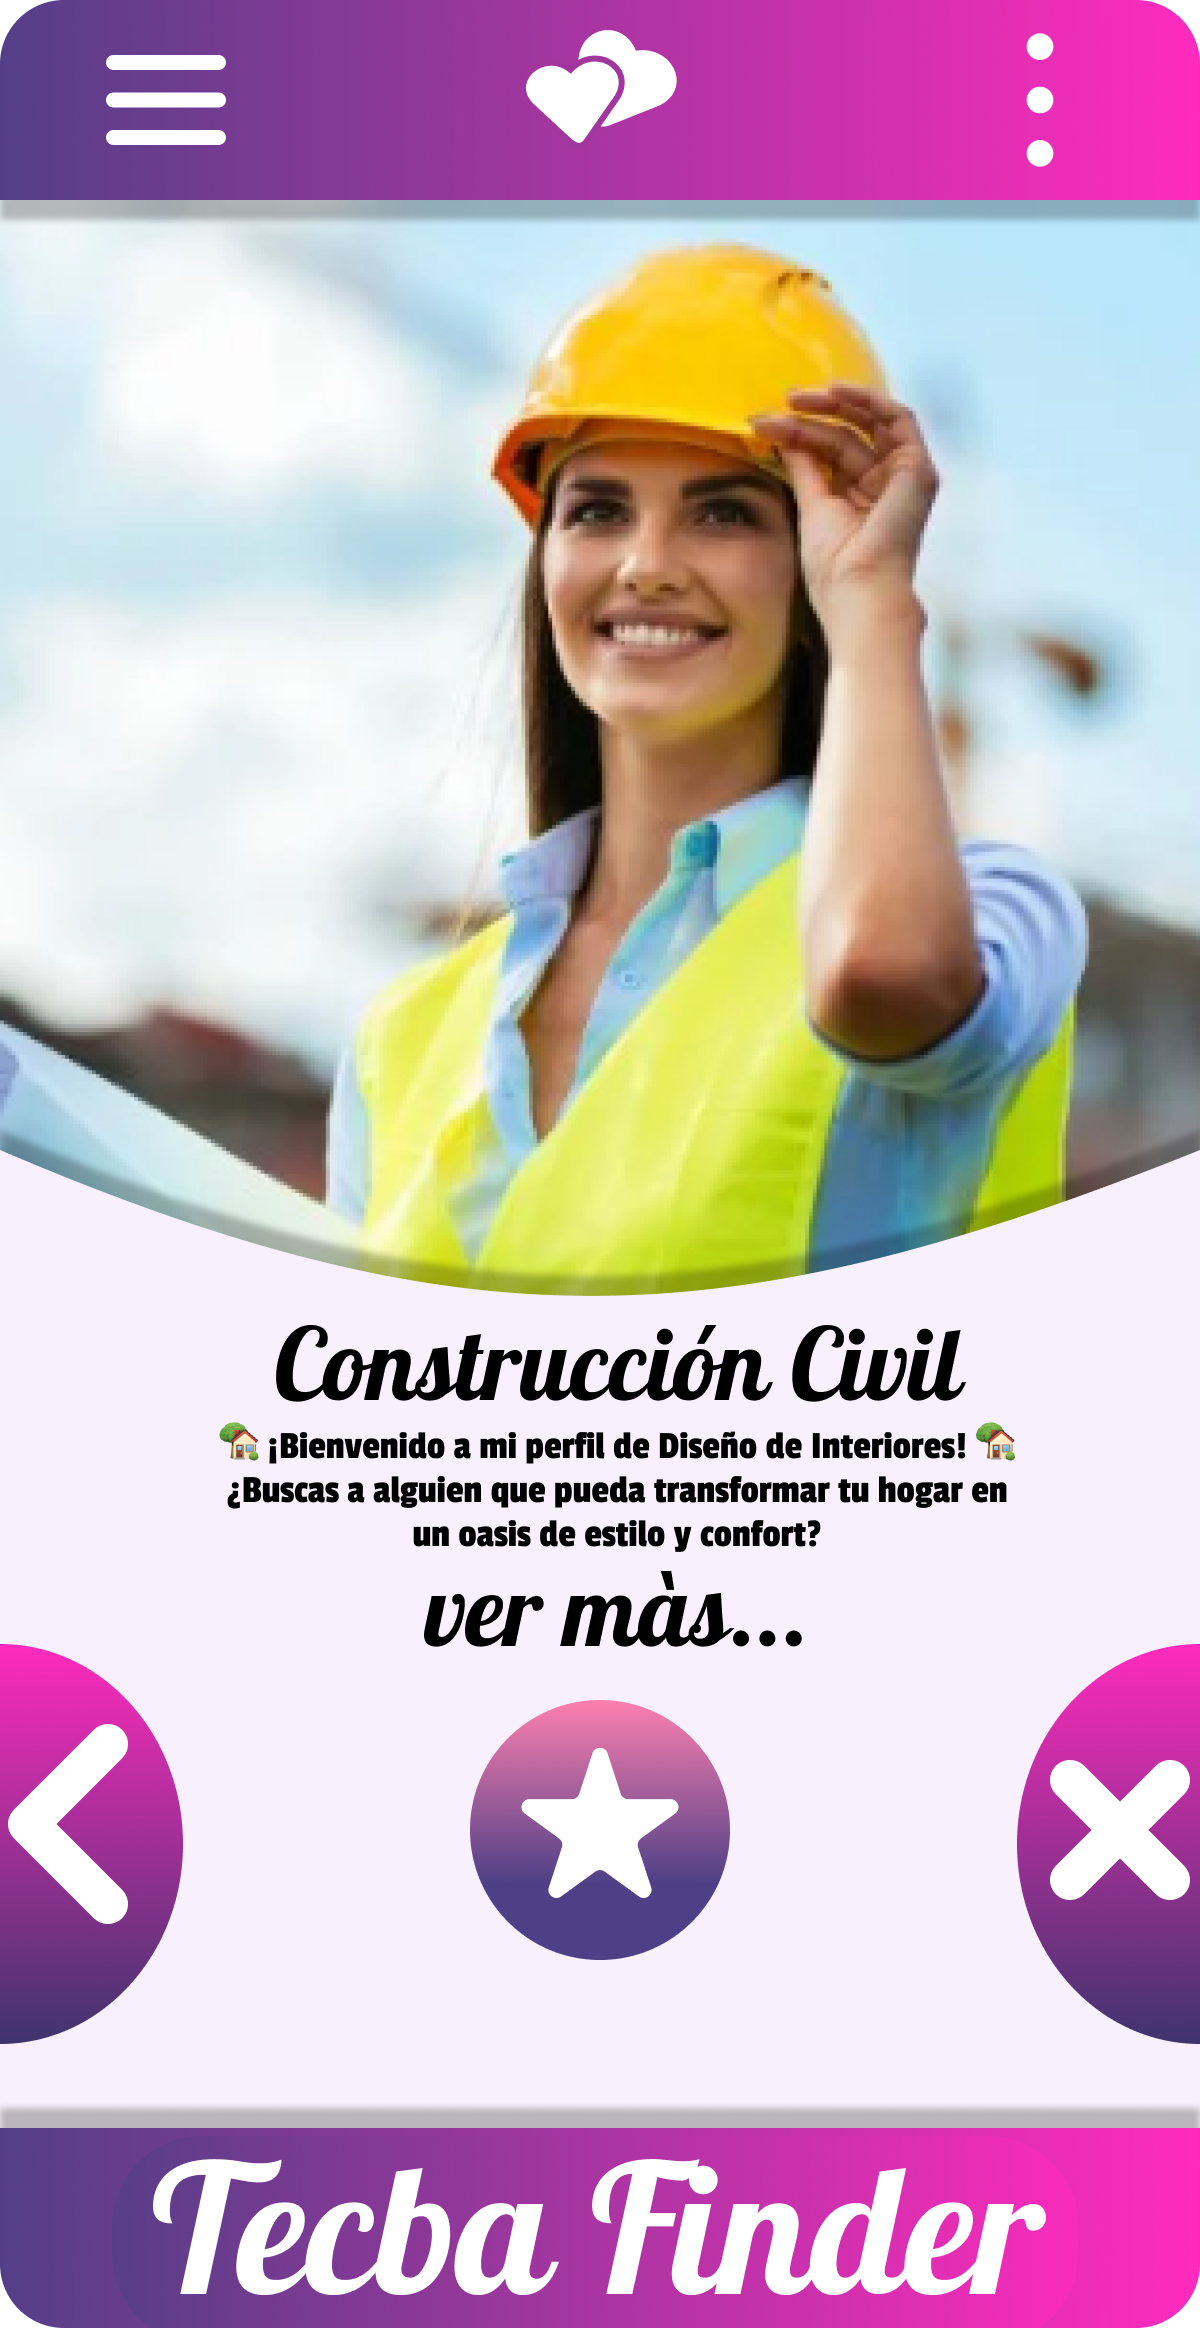 Construcción Civil
🏡 ¡Bienvenido a mi perfil de Diseño de Interiores! 🏡
¿Buscas a alguien que pueda transformar tu hogar en
un oasis de estilo y confort?
ver màs...
Tecba Finder